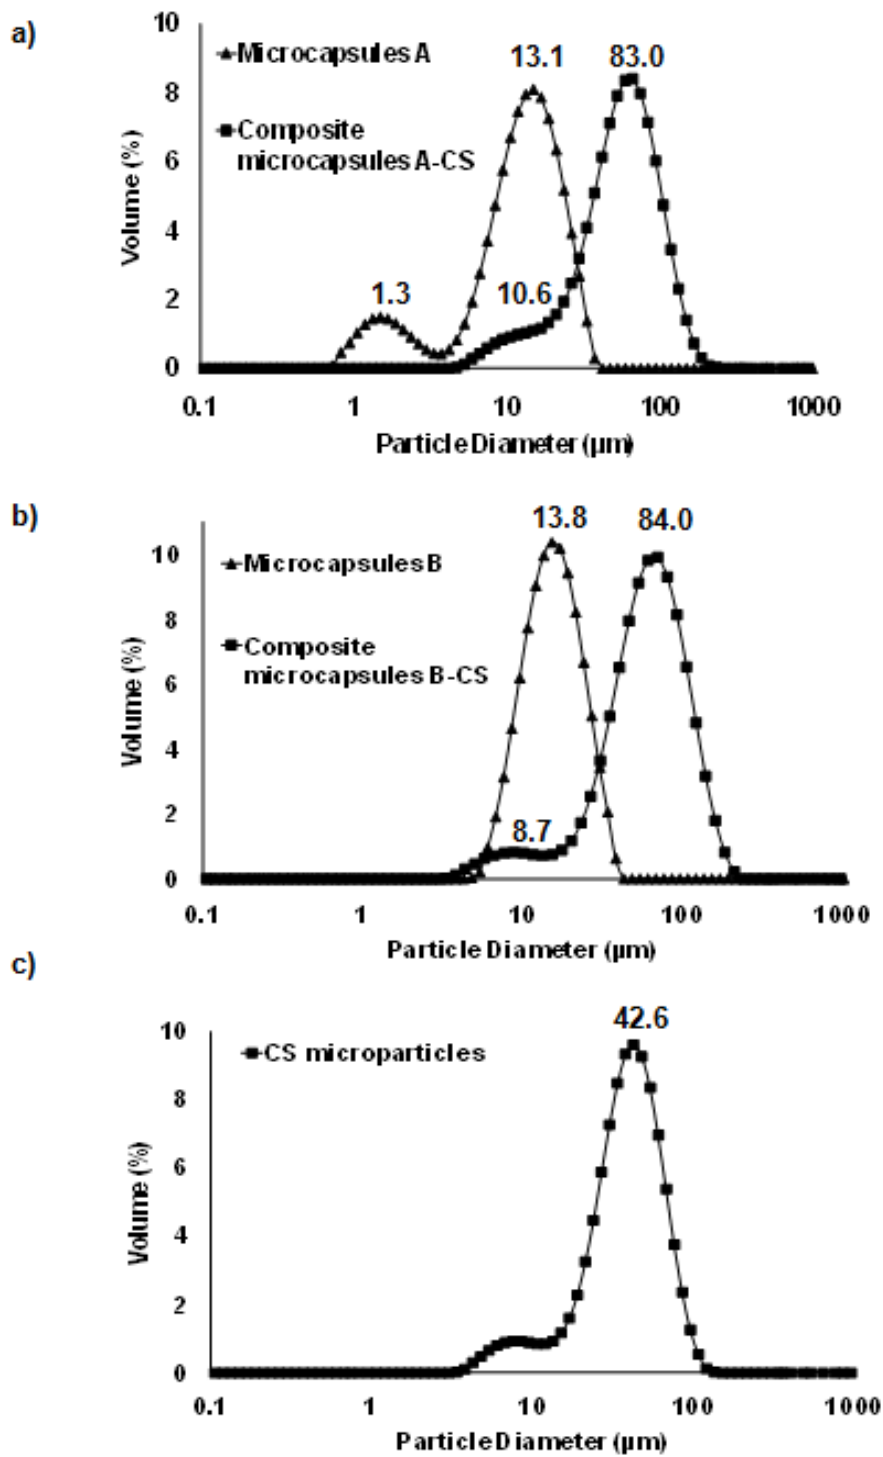 a)
10
8
6
4
2
0
Volume (%)
Microcapsules A
Composite
microcapsules A-CS
13.1
83.0
1.3
10.6
0.1 1 10 100 1000
Particle Diameter (µm)
b)
10
8
6
4
2
0
Volume (%)
Microcapsules B
Composite
microcapsules B-CS
13.8
84.0
8.7
0.1 1 10 100 1000
Particle Diameter (µm)
c)
10
8
6
4
2
0
Volume (%)
CS microparticles
42.6
0.1 1 10 100 1000
Particle Diameter (µm)